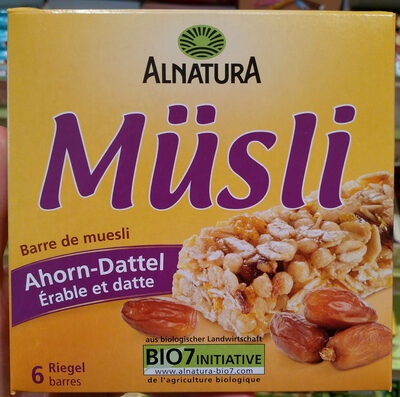 ALNATURA
Müsli
Barre de muesli
Ahorn-Dattel
Érable et datte
aus biologischer Landwirtschaft
BIO7INITIATIVE
www.alnatura-bio7.com
de l'agriculture biologique
6 Riegel
barres